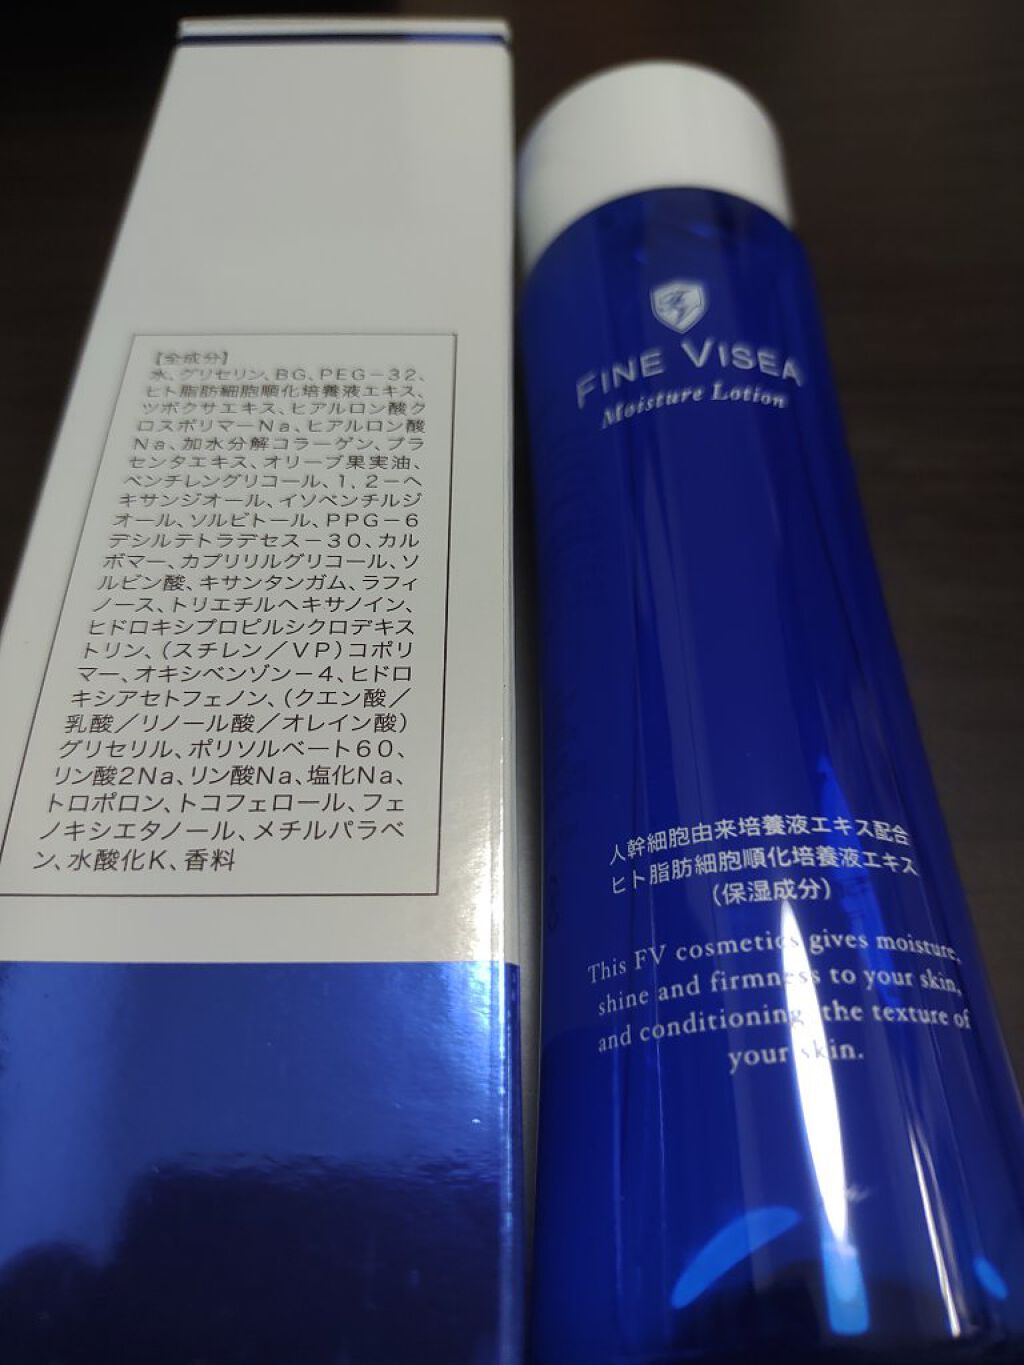 【全成分】
水、グリセリン、BG、PEG－32、
ヒト脂肪細胞順化培養液エキス、
ツボクサエキス、ヒアルロン酸ク
ロスポリマーNa、ヒアルロン酸
Na、加水分解コラーゲン、プラ
センタエキス、オリーブ果実油、
ペンチレングリコール、1、2－ヘ
キサンジオール、イソペンチルジ
オール、ソルビトール、PPG－6
デシルテトラデセス－30、カル
ボマー、カプリリルグリコール、ソ
ルビン酸、キサンタンガム、ラフィ
ノース、トリエチルヘキサノイン、
ヒドロキシプロピルシクロデキス
トリン、（スチレン／VP）コポリ
マー、オキシベンゾン－4、ヒドロ
キシアセトフェノン、（クエン酸／
乳酸／リノール酸／オレイン酸）
グリセリル、ポリソルベート60、
リン酸2Na、リン酸Na、塩化Na、
トロポロン、トコフェロール、フェ
ノキシエタノール、メチルパラベ
ン、水酸化K、香料
FV
FINE VISEA
Moisture Lotion
人幹細胞由来培養液エキス配合
ヒト脂肪細胞順化培養液エキス
（保湿成分）
This FV cosmetics gives moisture,
shine and firmness to your skin,
and conditioning the texture of
your skin.